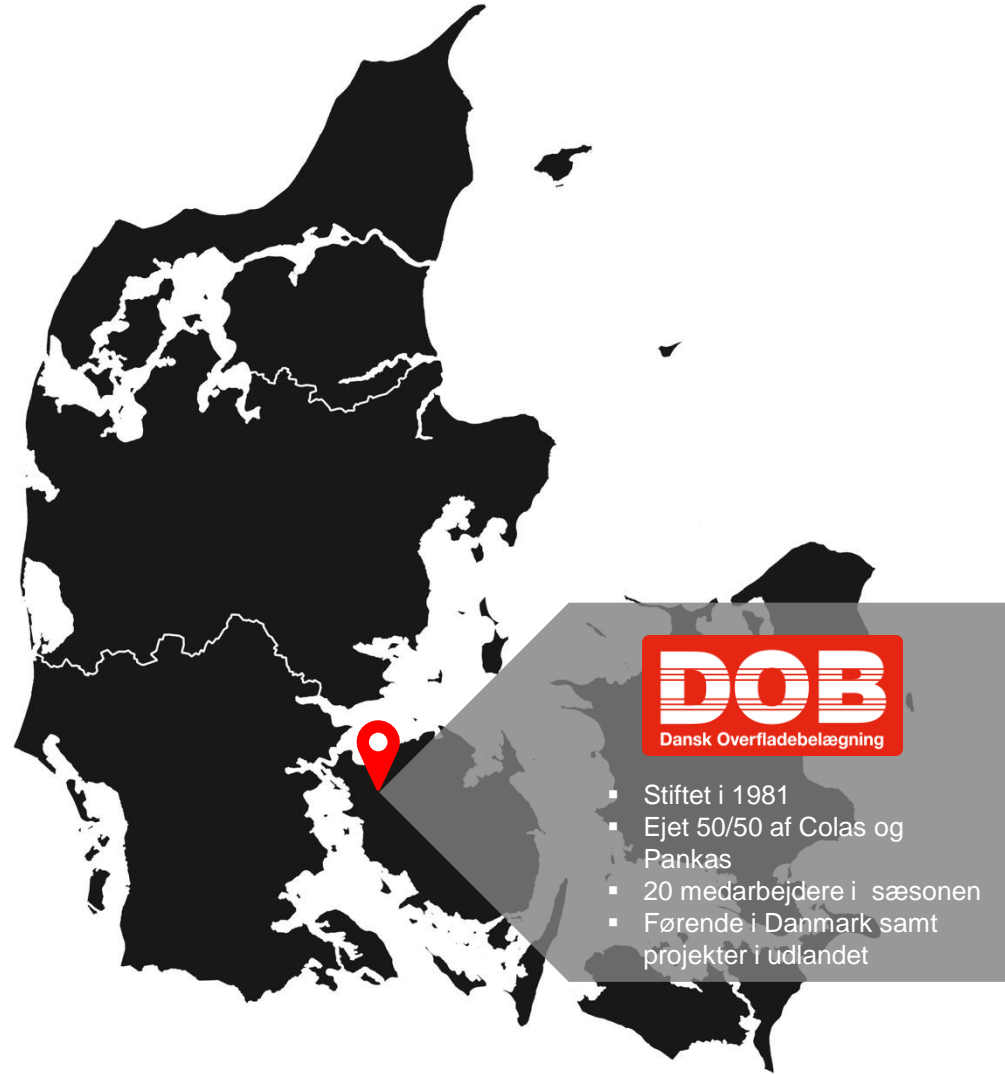 DOB
Dansk Overfladebelægning
▪ Stiftet i 1981
▪ Ejet 50/50 af Colas og
Pankas
▪ 20 medarbejdere i  sæsonen
▪ Førende i Danmark samt
projekter i udlandet